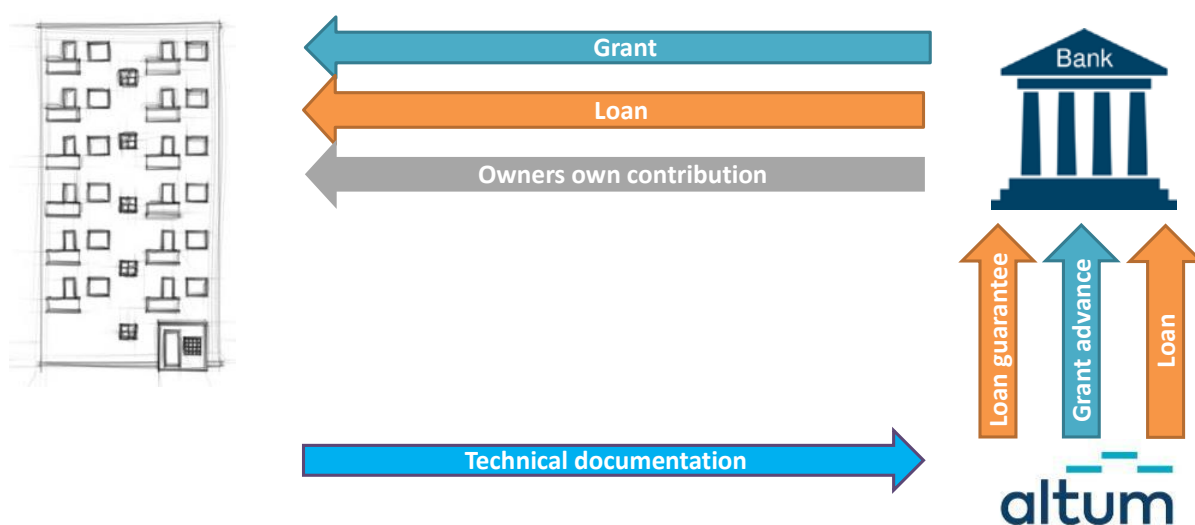 Grant
Bank
Loan
Owners own contribution
Loan guarantee
Grant advance
Loan
Technical documentation
altum